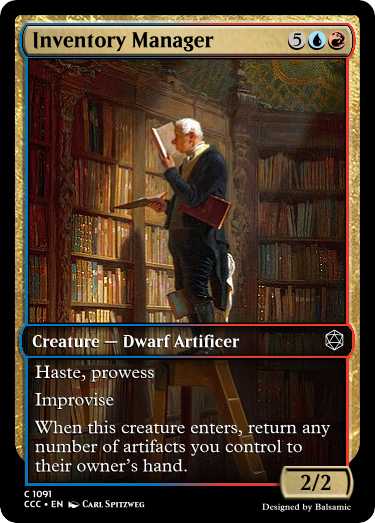 Inventory Manager 5
Creature — Dwarf Artificer
Haste, prowess
Improvise
When this creature enters, return any
number of artifacts you control to
their owner's hand.
2/2
C 1091
CCC • EN Carl Spitzweg
Designed by Balsamic